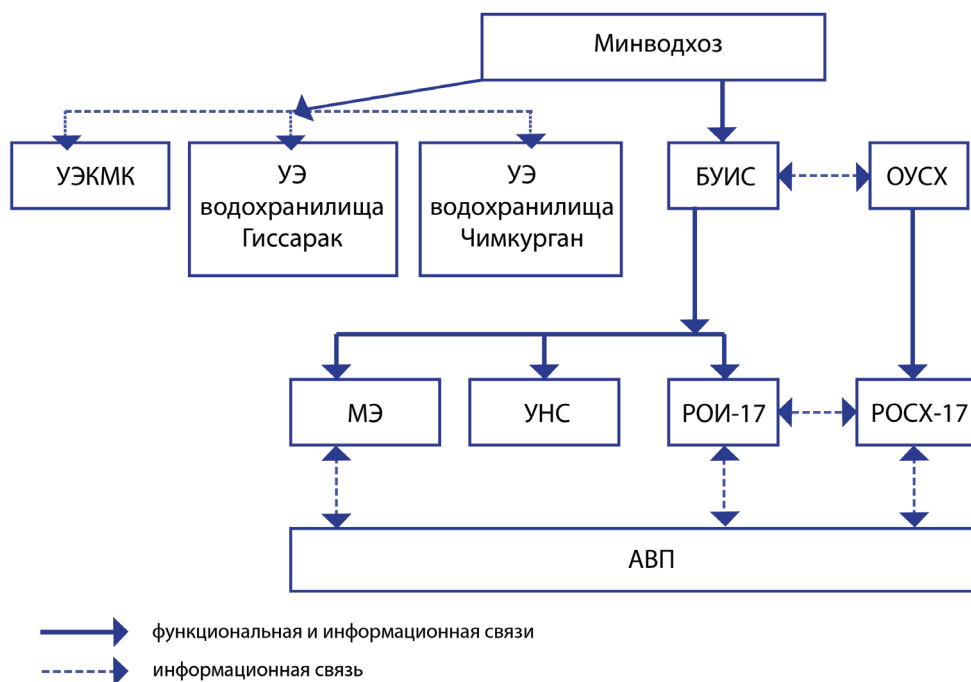 Минводхоз
УЭКМК
УЭ
водохранилища
Гиссарак
УЭ
водохранилища
Чимкурган
БУИС
ОУСХ
МЭ
УНС
РОИ-17
РОСХ-17
АВП
функциональная и информационная связи
информационная связь